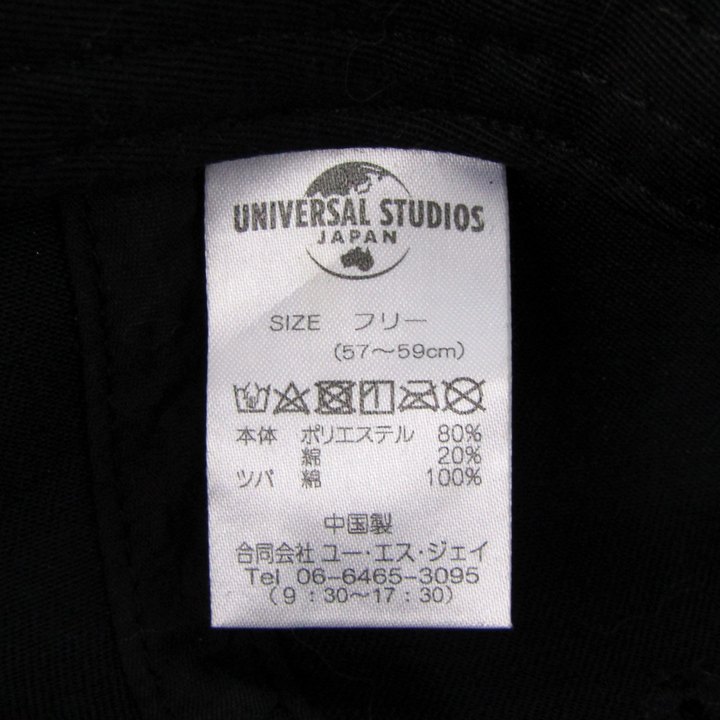 UNIVERSAL STUDIOS
JAPAN
SIZE フリー
(57～59cm)
本体 ポリエステル 80%
綿 20%
ツバ 綿 100%
中国製
合同会社 ユー・エス・ジェイ
Tel 06-6465-3095
(9:30～17:30)